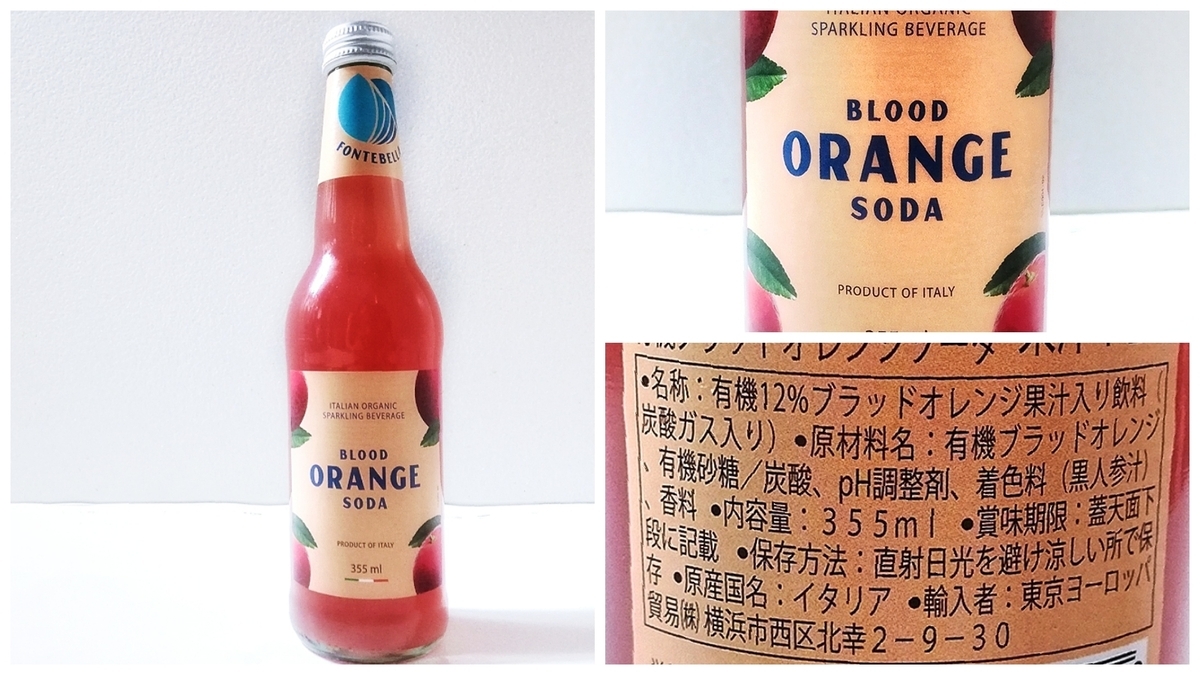 FONTEBELL
ITALIAN ORGANIC
SPARKLING BEVERAGE
BLOOD
ORANGE
SODA
PRODUCT OF ITALY
355 ml
ITALIAN ORGANIC
SPARKLING BEVERAGE
BLOOD
ORANGE
SODA
PRODUCT OF ITALY
●名称：有機12%ブラッドオレンジ果汁入り飲料（
炭酸ガス入り）●原材料名：有機ブラッドオレンジ
、有機砂糖／炭酸、pH調整剤、着色料（黒人参汁）
、香料 ●内容量：３５５ｍｌ ●賞味期限：蓋天面下
段に記載 ●保存方法：直射日光を避け涼しい所で保
存 ●原産国名：イタリア ●輸入者：東京ヨーロッパ
貿易㈱ 横浜市西区北幸２－９－３０